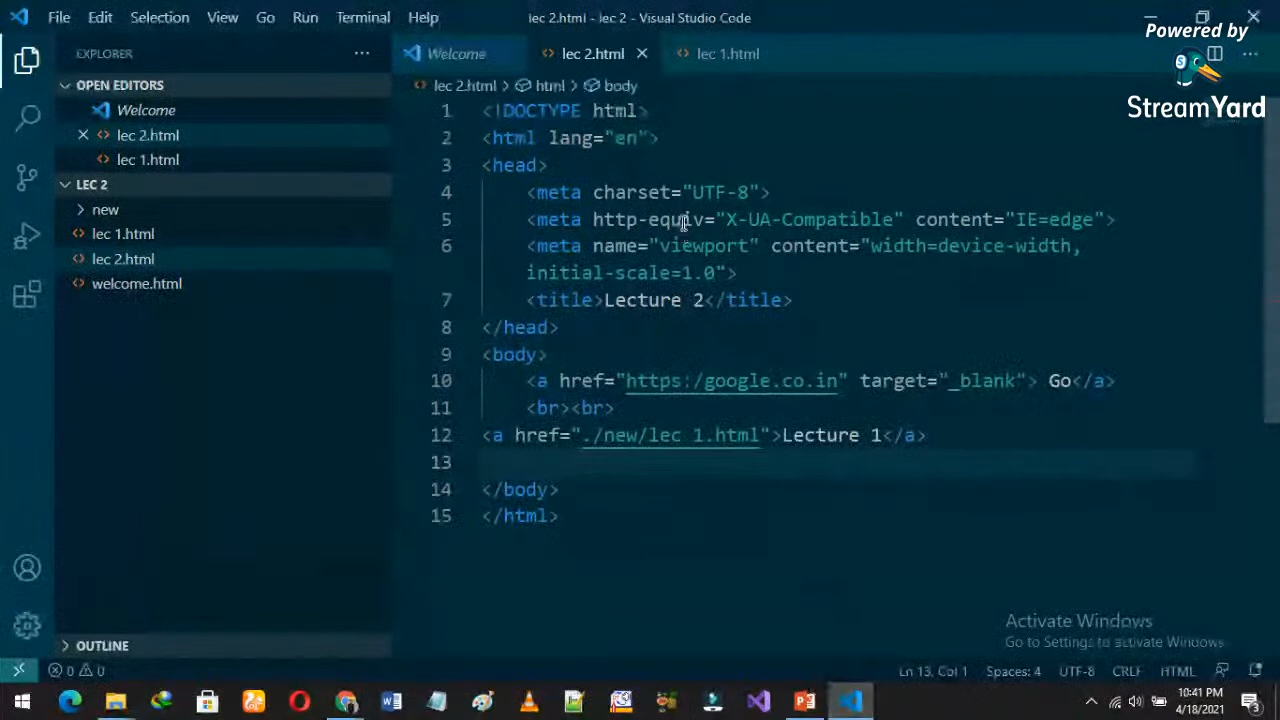 File Edit Selection View Go Run Terminal Help
lec 2.html - lec 2 - Visual Studio Code
Powered by
StreamYard
EXPLORER
OPEN EDITORS
Welcome
lec 2.html
lec 1.html
LEC 2
new
lec 1.html
lec 2.html
welcome.html
OUTLINE
Welcome
lec 2.html
lec 1.html
lec 2.html > html > body
1 <!DOCTYPE html>
2 <html lang="en">
3 <head>
4 <meta charset="UTF-8">
5 <meta http-equiv="X-UA-Compatible" content="IE=edge">
6 <meta name="viewport" content="width=device-width,
initial-scale=1.0">
7 <title>Lecture 2</title>
8 </head>
9 <body>
10 <a href="https:/google.co.in" target="_blank"> Go</a>
11 <br><br>
12 <a href="./new/lec 1.html">Lecture 1</a>
13
14 </body>
15 </html>
Activate Windows
Go to Settings to activate Windows.
0 0
Ln 13, Col 1 Spaces: 4 UTF-8 CRLF HTML
10:41 PM
4/18/2021